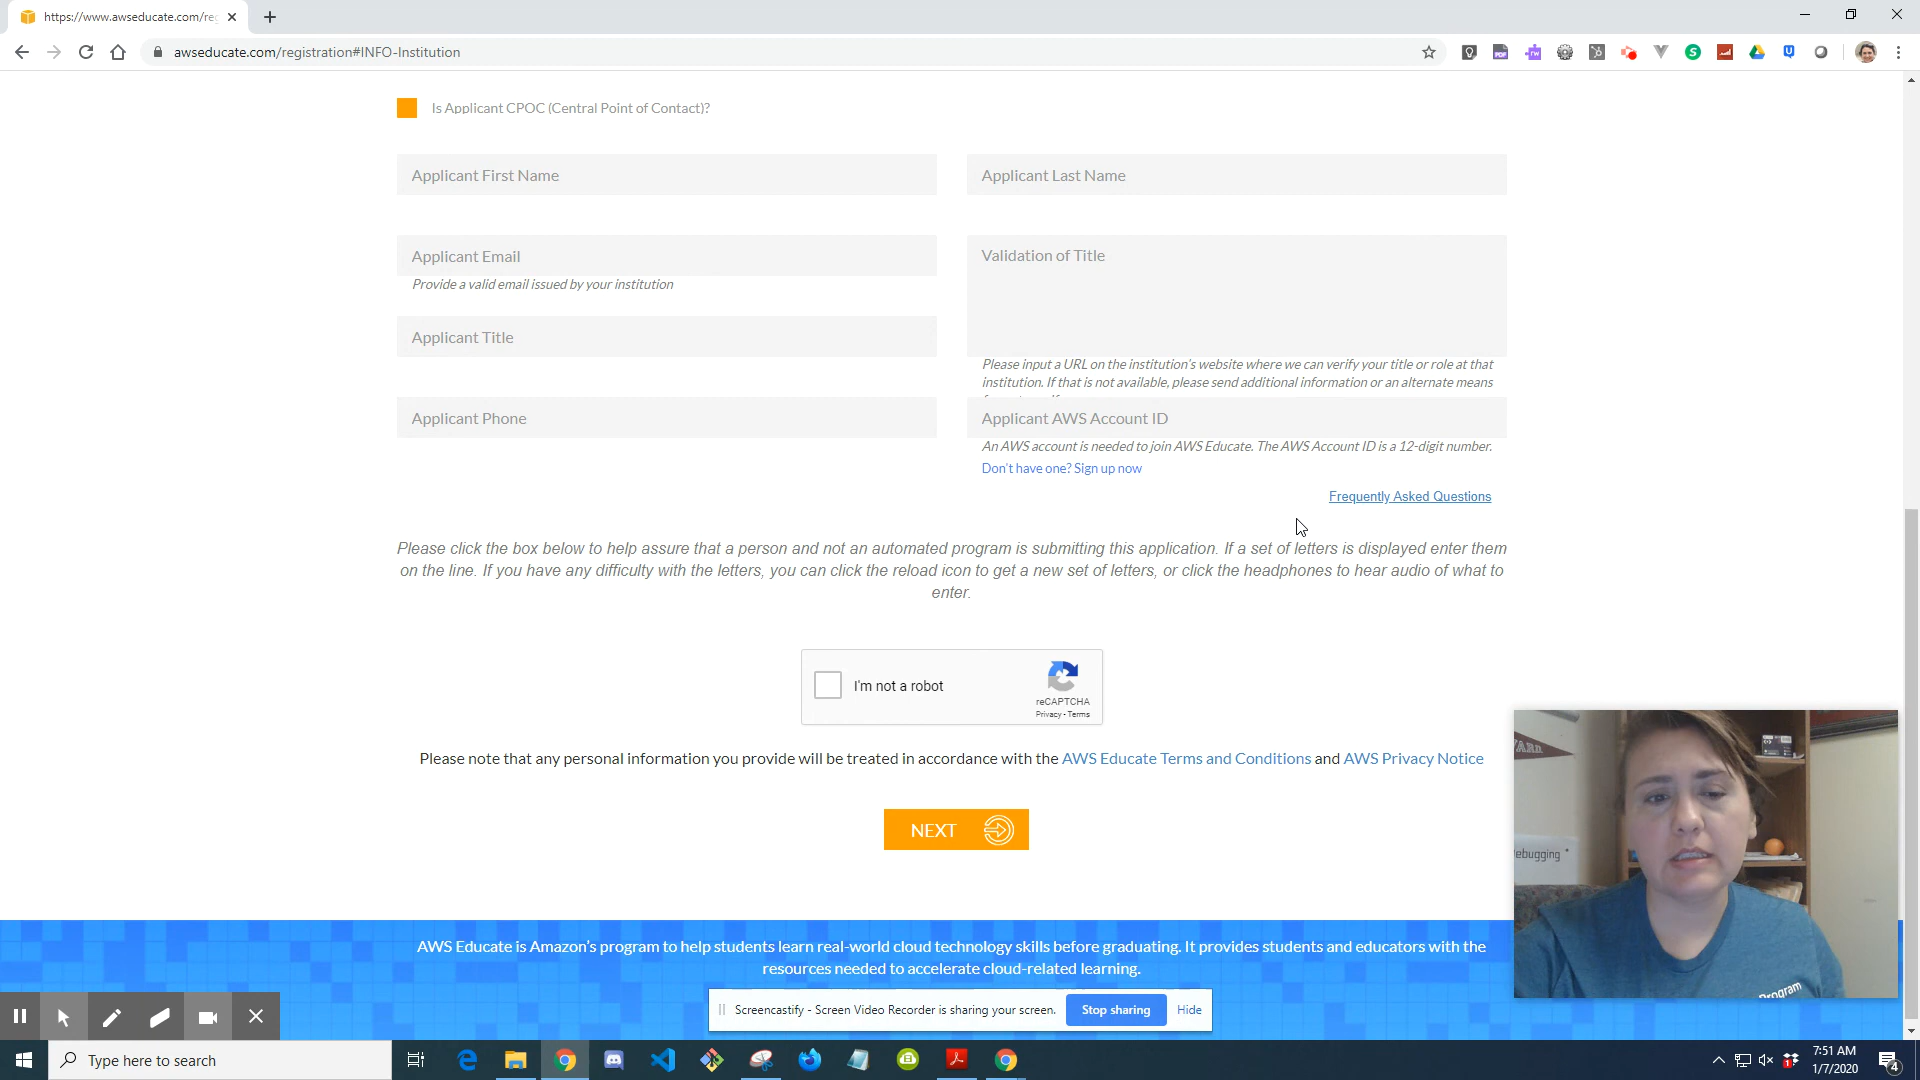 https://www.awseducate.com/reg
awseducate.com/registration#INFO-Institution
Is Applicant CPOC (Central Point of Contact)?
Applicant First Name
Applicant Last Name
Applicant Email
Validation of Title
Provide a valid email issued by your institution
Applicant Title
Please input a URL on the institution's website where we can verify your title or role at that
institution. If that is not available, please send additional information or an alternate means
Applicant Phone
Applicant AWS Account ID
An AWS account is needed to join AWS Educate. The AWS Account ID is a 12-digit number.
Don't have one? Sign up now
Frequently Asked Questions
Please click the box below to help assure that a person and not an automated program is submitting this application. If a set of letters is displayed enter them
on the line. If you have any difficulty with the letters, you can click the reload icon to get a new set of letters, or click the headphones to hear audio of what to
enter.
I'm not a robot
reCAPTCHA
Privacy - Terms
Please note that any personal information you provide will be treated in accordance with the AWS Educate Terms and Conditions and AWS Privacy Notice
NEXT
ebugging
Program
AWS Educate is Amazon's program to help students learn real-world cloud technology skills before graduating. It provides students and educators with the
resources needed to accelerate cloud-related learning.
Screencastify - Screen Video Recorder is sharing your screen.
Stop sharing
Hide
Type here to search
7:51 AM
1/7/2020
4